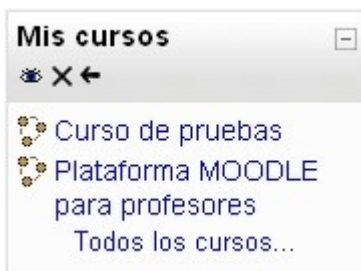 Mis cursos
Curso de pruebas
Plataforma MOODLE
para profesores
Todos los cursos...